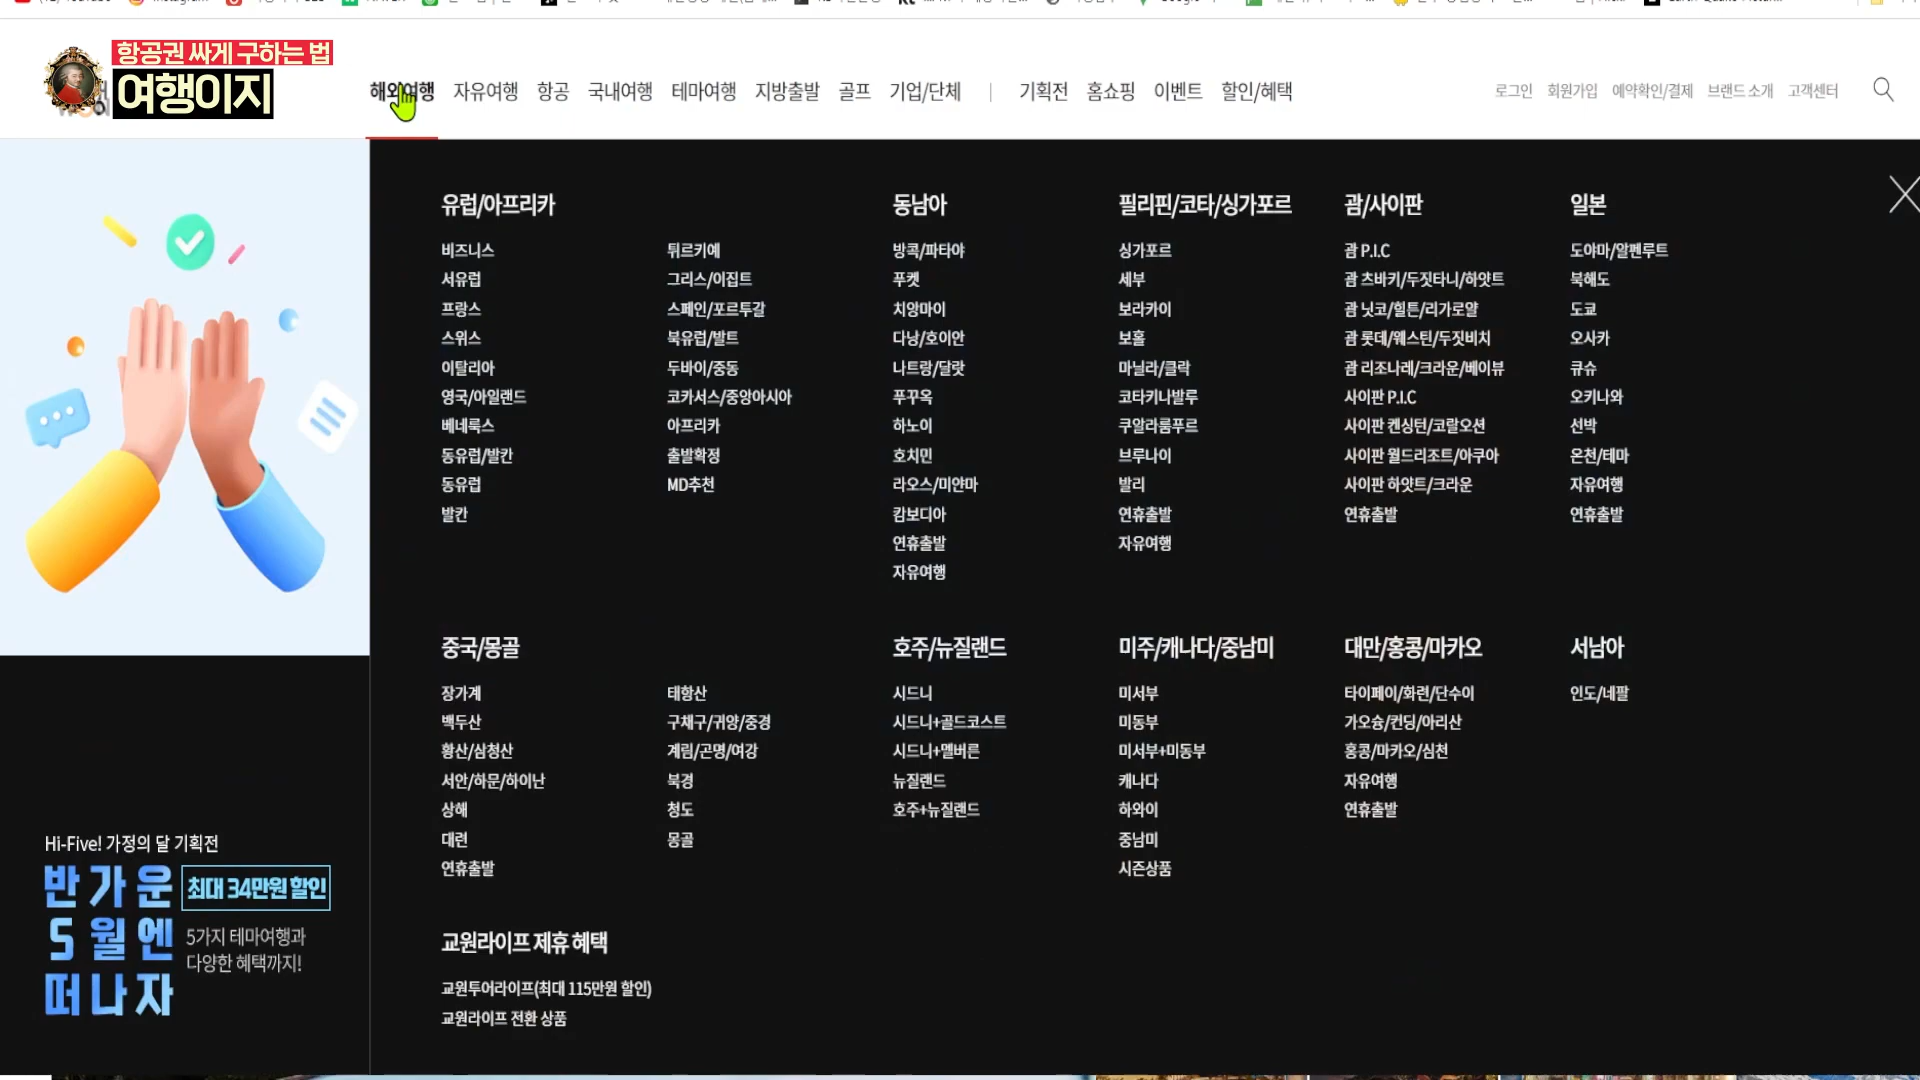 항공권 싸게 구하는 법
여행이지
해외여행 자유여행 항공 국내여행 테마여행 지방출발 골프 기업/단체 | 기획전 홈쇼핑 이벤트 할인/혜택
로그인 회원가입 예약확인/결제 브랜드 소개 고객센터
유럽/아프리카
비즈니스
서유럽
프랑스
스위스
이탈리아
영국/아일랜드
베네룩스
동유럽/발칸
동유럽
발칸
튀르키예
그리스/이집트
스페인/포르투갈
북유럽/발트
두바이/중동
코카서스/중앙아시아
아프리카
출발확정
MD추천
동남아
방콕/파타야
푸켓
치앙마이
다낭/호이안
나트랑/달랏
푸꾸옥
하노이
호치민
라오스/미얀마
캄보디아
연휴출발
자유여행
필리핀/코타/싱가포르
싱가포르
세부
보라카이
보홀
마닐라/클락
코타키나발루
쿠알라룸푸르
브루나이
발리
연휴출발
자유여행
괌/사이판
괌 P.I.C
괌 츠바키/두짓타니/하얏트
괌 닛코/힐튼/리가로얄
괌 롯데/웨스틴/두짓비치
괌 리조나레/크라운/베이뷰
사이판 P.I.C
사이판 켄싱턴/코랄오션
사이판 월드리조트/아쿠아
사이판 하얏트/크라운
연휴출발
일본
도야마/알펜루트
북해도
도쿄
오사카
큐슈
오키나와
선박
온천/테마
자유여행
연휴출발
중국/몽골
장가계
백두산
황산/삼청산
서안/하문/하이난
상해
대련
연휴출발
태항산
구채구/귀양/중경
계림/곤명/여강
북경
청도
몽골
호주/뉴질랜드
시드니
시드니+골드코스트
시드니+멜버른
뉴질랜드
호주+뉴질랜드
미주/캐나다/중남미
미서부
미동부
미서부+미동부
캐나다
하와이
중남미
시즌상품
대만/홍콩/마카오
타이페이/화련/단수이
가오슝/컨딩/아리산
홍콩/마카오/심천
자유여행
연휴출발
서남아
인도/네팔
교원라이프 제휴 혜택
교원투어라이프(최대 115만원 할인)
교원라이프 전환 상품
Hi-Five! 가정의 달 기획전
반가운
5월엔
떠나자
최대 34만원 할인
5가지 테마여행과
다양한 혜택까지!